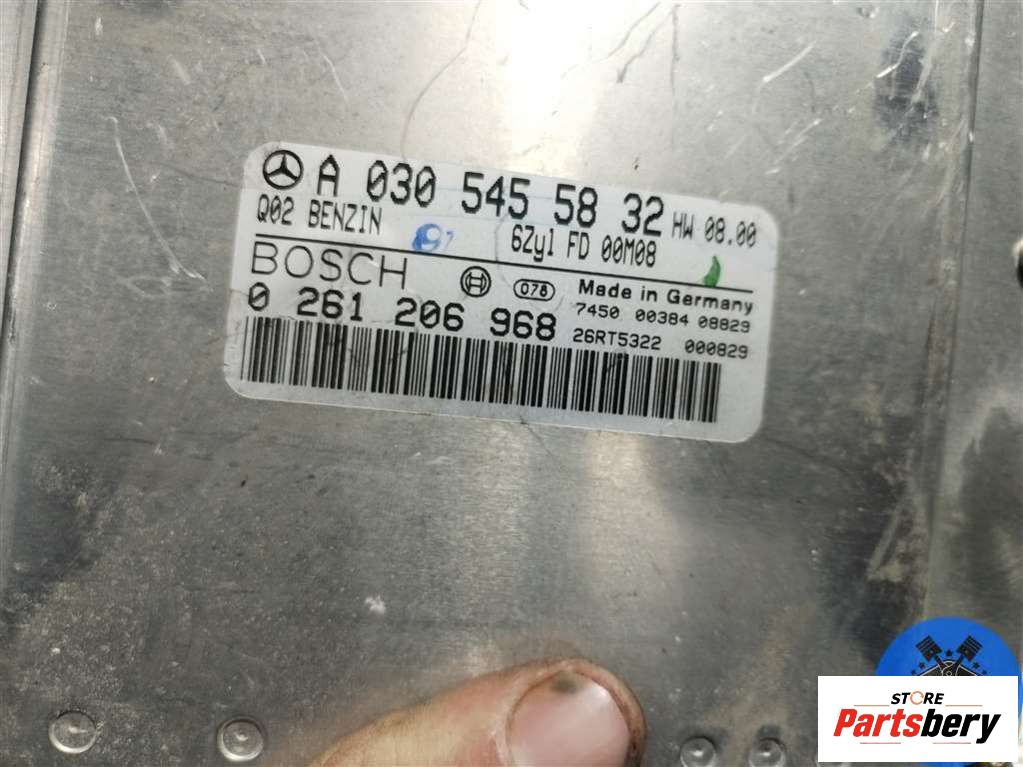 A 030 545 58 32 HW 08.00
Q02 BENZIN 6Zyl FD 00M08
BOSCH 078 Made in Germany
0 261 206 968 7450 00384 08829
26RT5322 000829
STORE
Partsbery